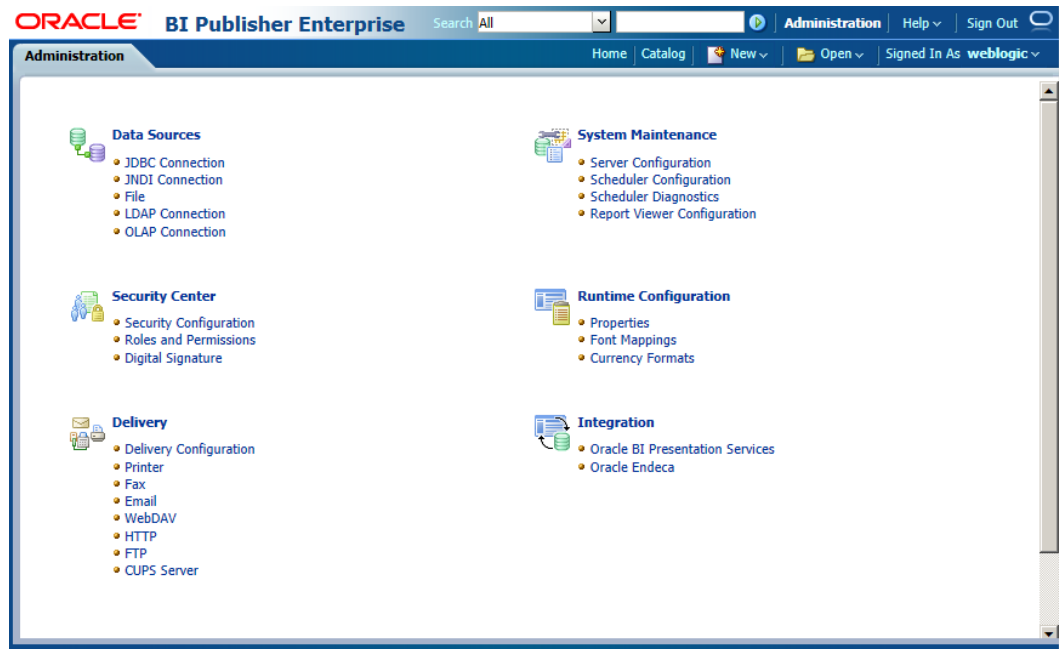 ORACLE BI Publisher Enterprise Search All Administration Help Sign Out
Administration Home Catalog New Open Signed In As weblogic
Data Sources
JDBC Connection
JNDI Connection
File
LDAP Connection
OLAP Connection
System Maintenance
Server Configuration
Scheduler Configuration
Scheduler Diagnostics
Report Viewer Configuration
Security Center
Security Configuration
Roles and Permissions
Digital Signature
Runtime Configuration
Properties
Font Mappings
Currency Formats
Delivery
Delivery Configuration
Printer
Fax
Email
WebDAV
HTTP
FTP
CUPS Server
Integration
Oracle BI Presentation Services
Oracle Endeca